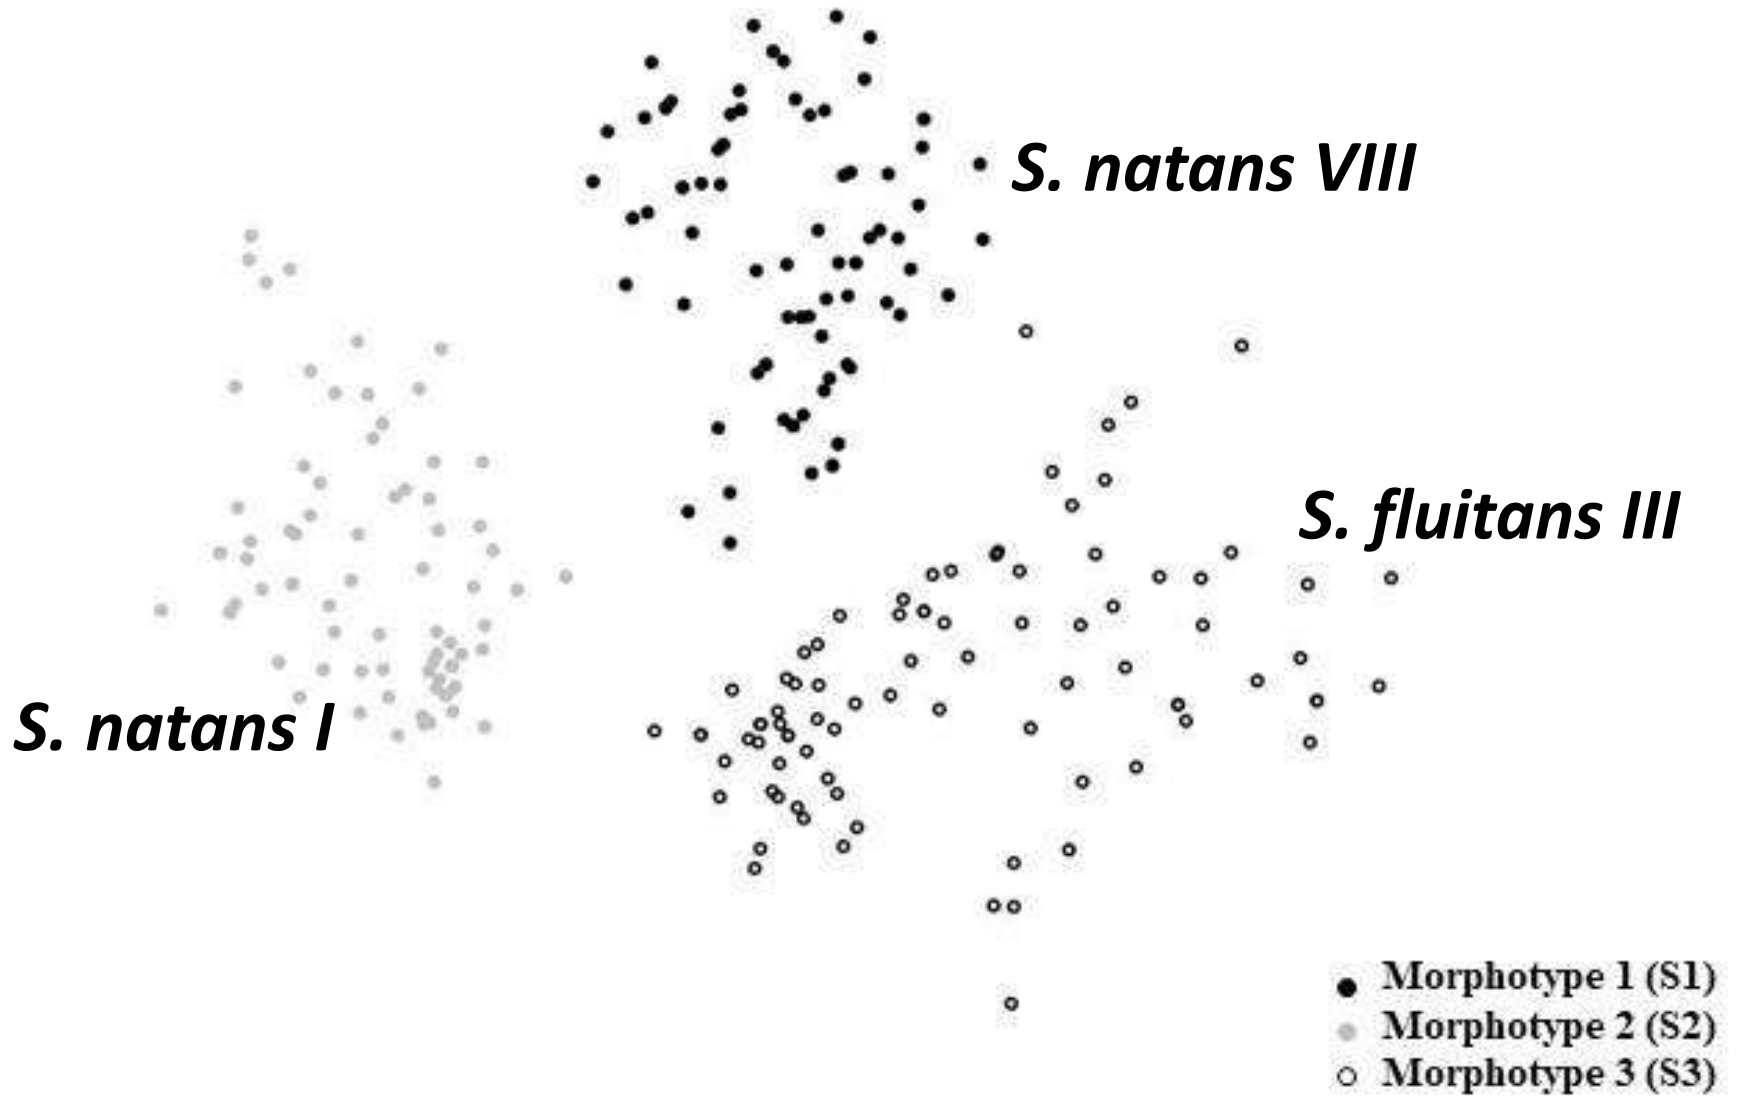 S. natans VIII
S. fluitans III
S. natans I
Morphotype 1 (S1)
Morphotype 2 (S2)
Morphotype 3 (S3)